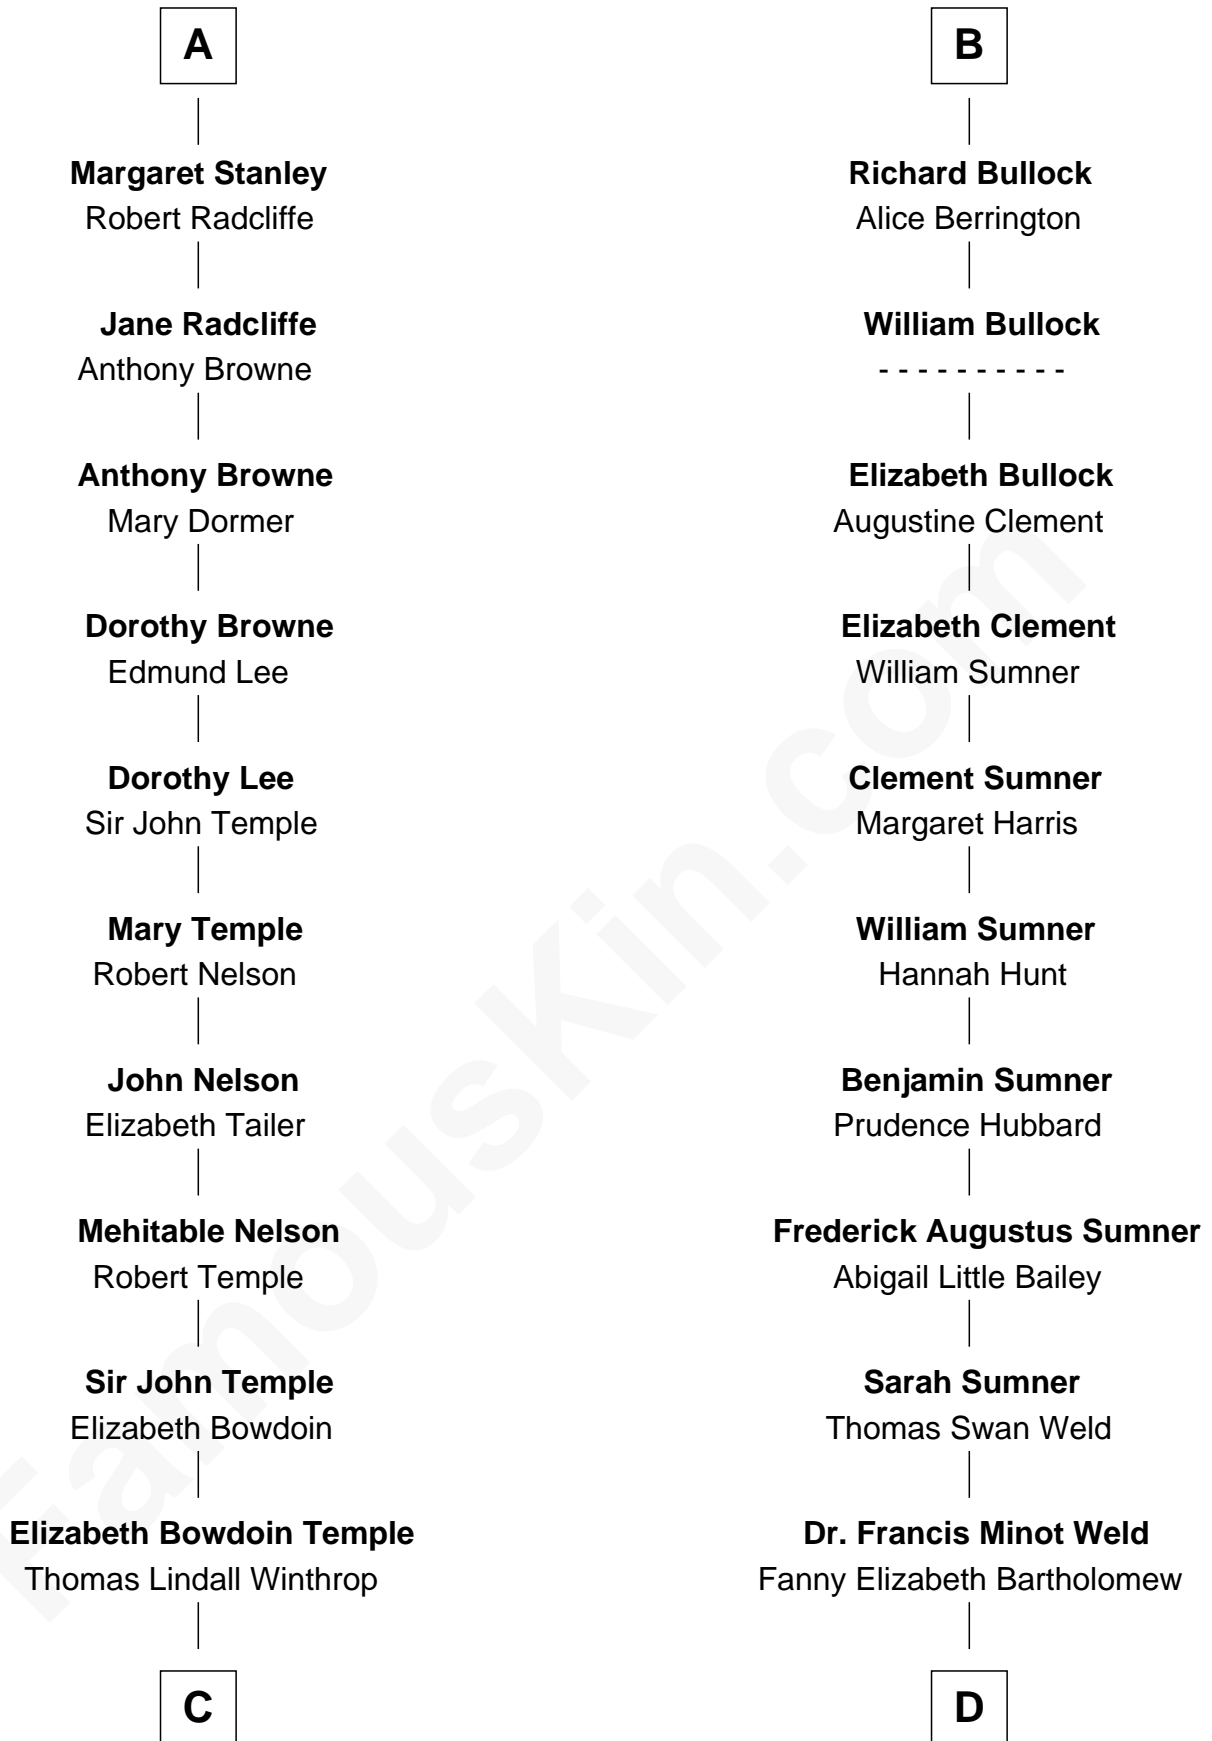 A
Margaret Stanley
Robert Radcliffe
Jane Radcliffe
Anthony Browne
Anthony Browne
Mary Dormer
Dorothy Browne
Edmund Lee
Dorothy Lee
Sir John Temple
Mary Temple
Robert Nelson
John Nelson
Elizabeth Tailer
Mehitable Nelson
Robert Temple
Sir John Temple
Elizabeth Bowdoin
Elizabeth Bowdoin Temple
Thomas Lindall Winthrop
C
B
Richard Bullock
Alice Berrington
William Bullock
- - - - - - - - - -
Elizabeth Bullock
Augustine Clement
Elizabeth Clement
William Sumner
Clement Sumner
Margaret Harris
William Sumner
Hannah Hunt
Benjamin Sumner
Prudence Hubbard
Frederick Augustus Sumner
Abigail Little Bailey
Sarah Sumner
Thomas Swan Weld
Dr. Francis Minot Weld
Fanny Elizabeth Bartholomew
D
FamousKin.com